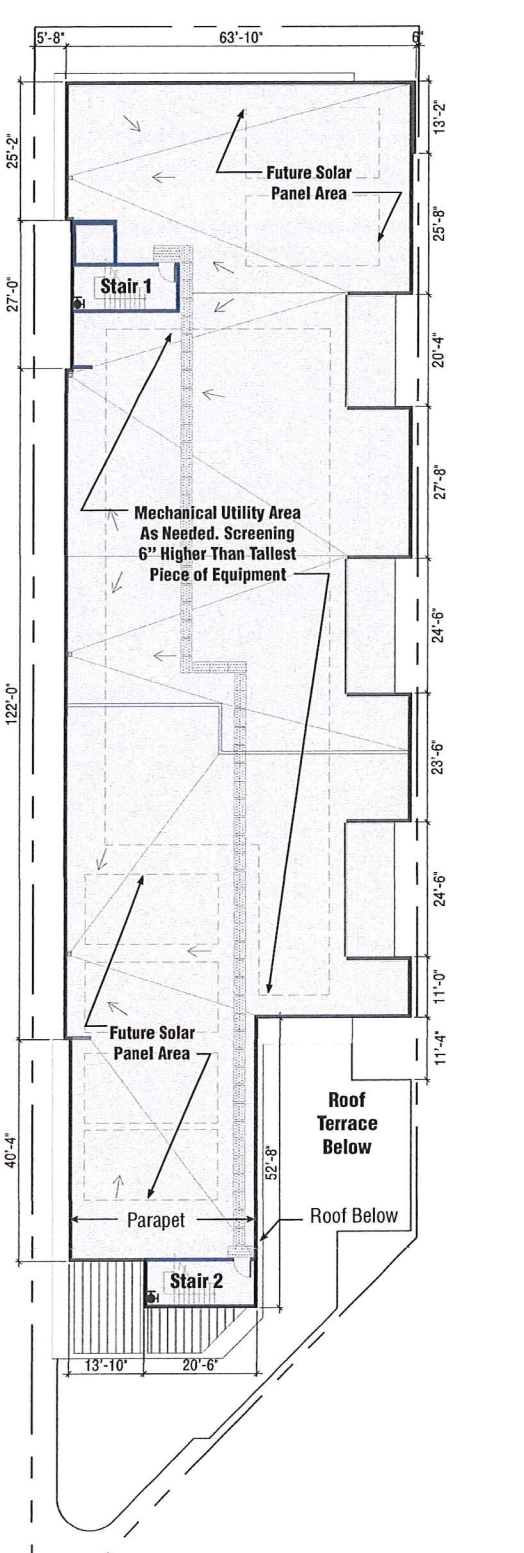 5'-8"
63'-10"
6"
13'-2"
25'-2"
Future Solar
Panel Area
25'-8"
Stair 1
27'-0"
20'-4"
27'-8"
Mechanical Utility Area
As Needed. Screening
6” Higher Than Tallest
Piece of Equipment
24'-6"
122'-0"
23'-6"
24'-6"
11'-0"
Future Solar
Panel Area
11'-4"
Roof
Terrace
Below
40'-4"
52'-8"
Parapet
Roof Below
Stair 2
13'-10"
20'-6"